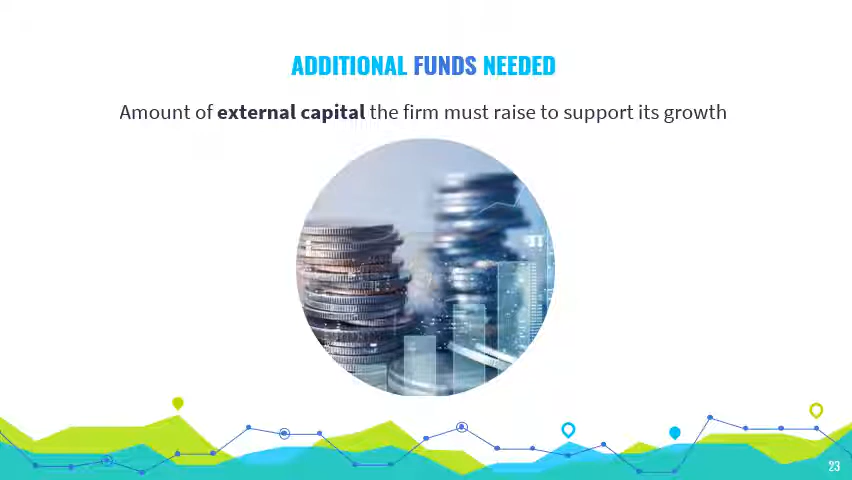 ADDITIONAL FUNDS NEEDED
Amount of external capital the firm must raise to support its growth
23